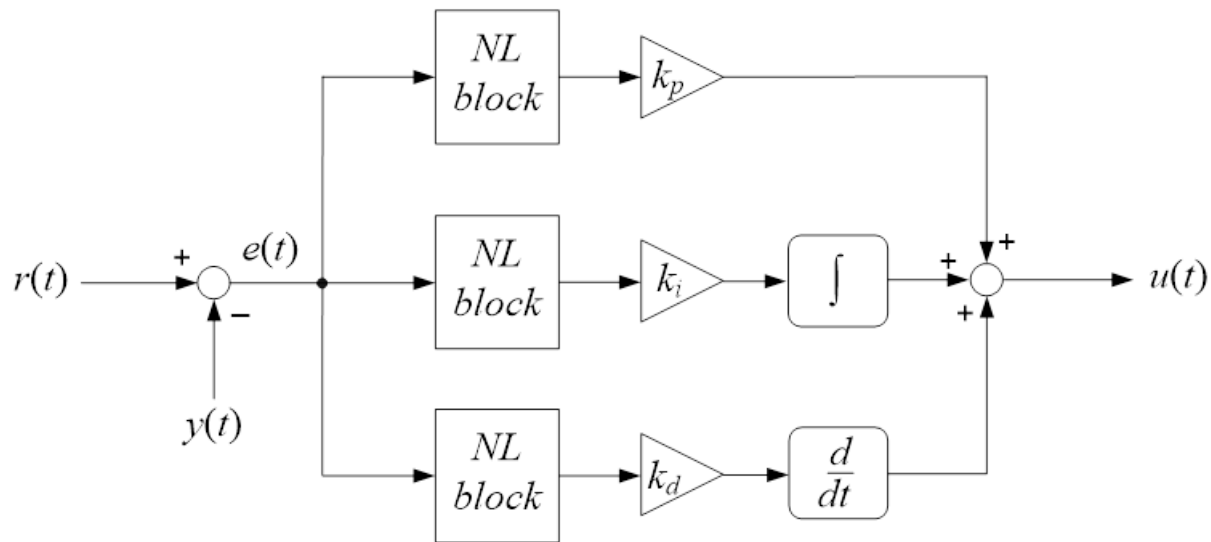 NL
block
k_p
+
r(t)
+
e(t)
−
y(t)
NL
block
k_i
∫
+
+
u(t)
NL
block
k_d
d
dt